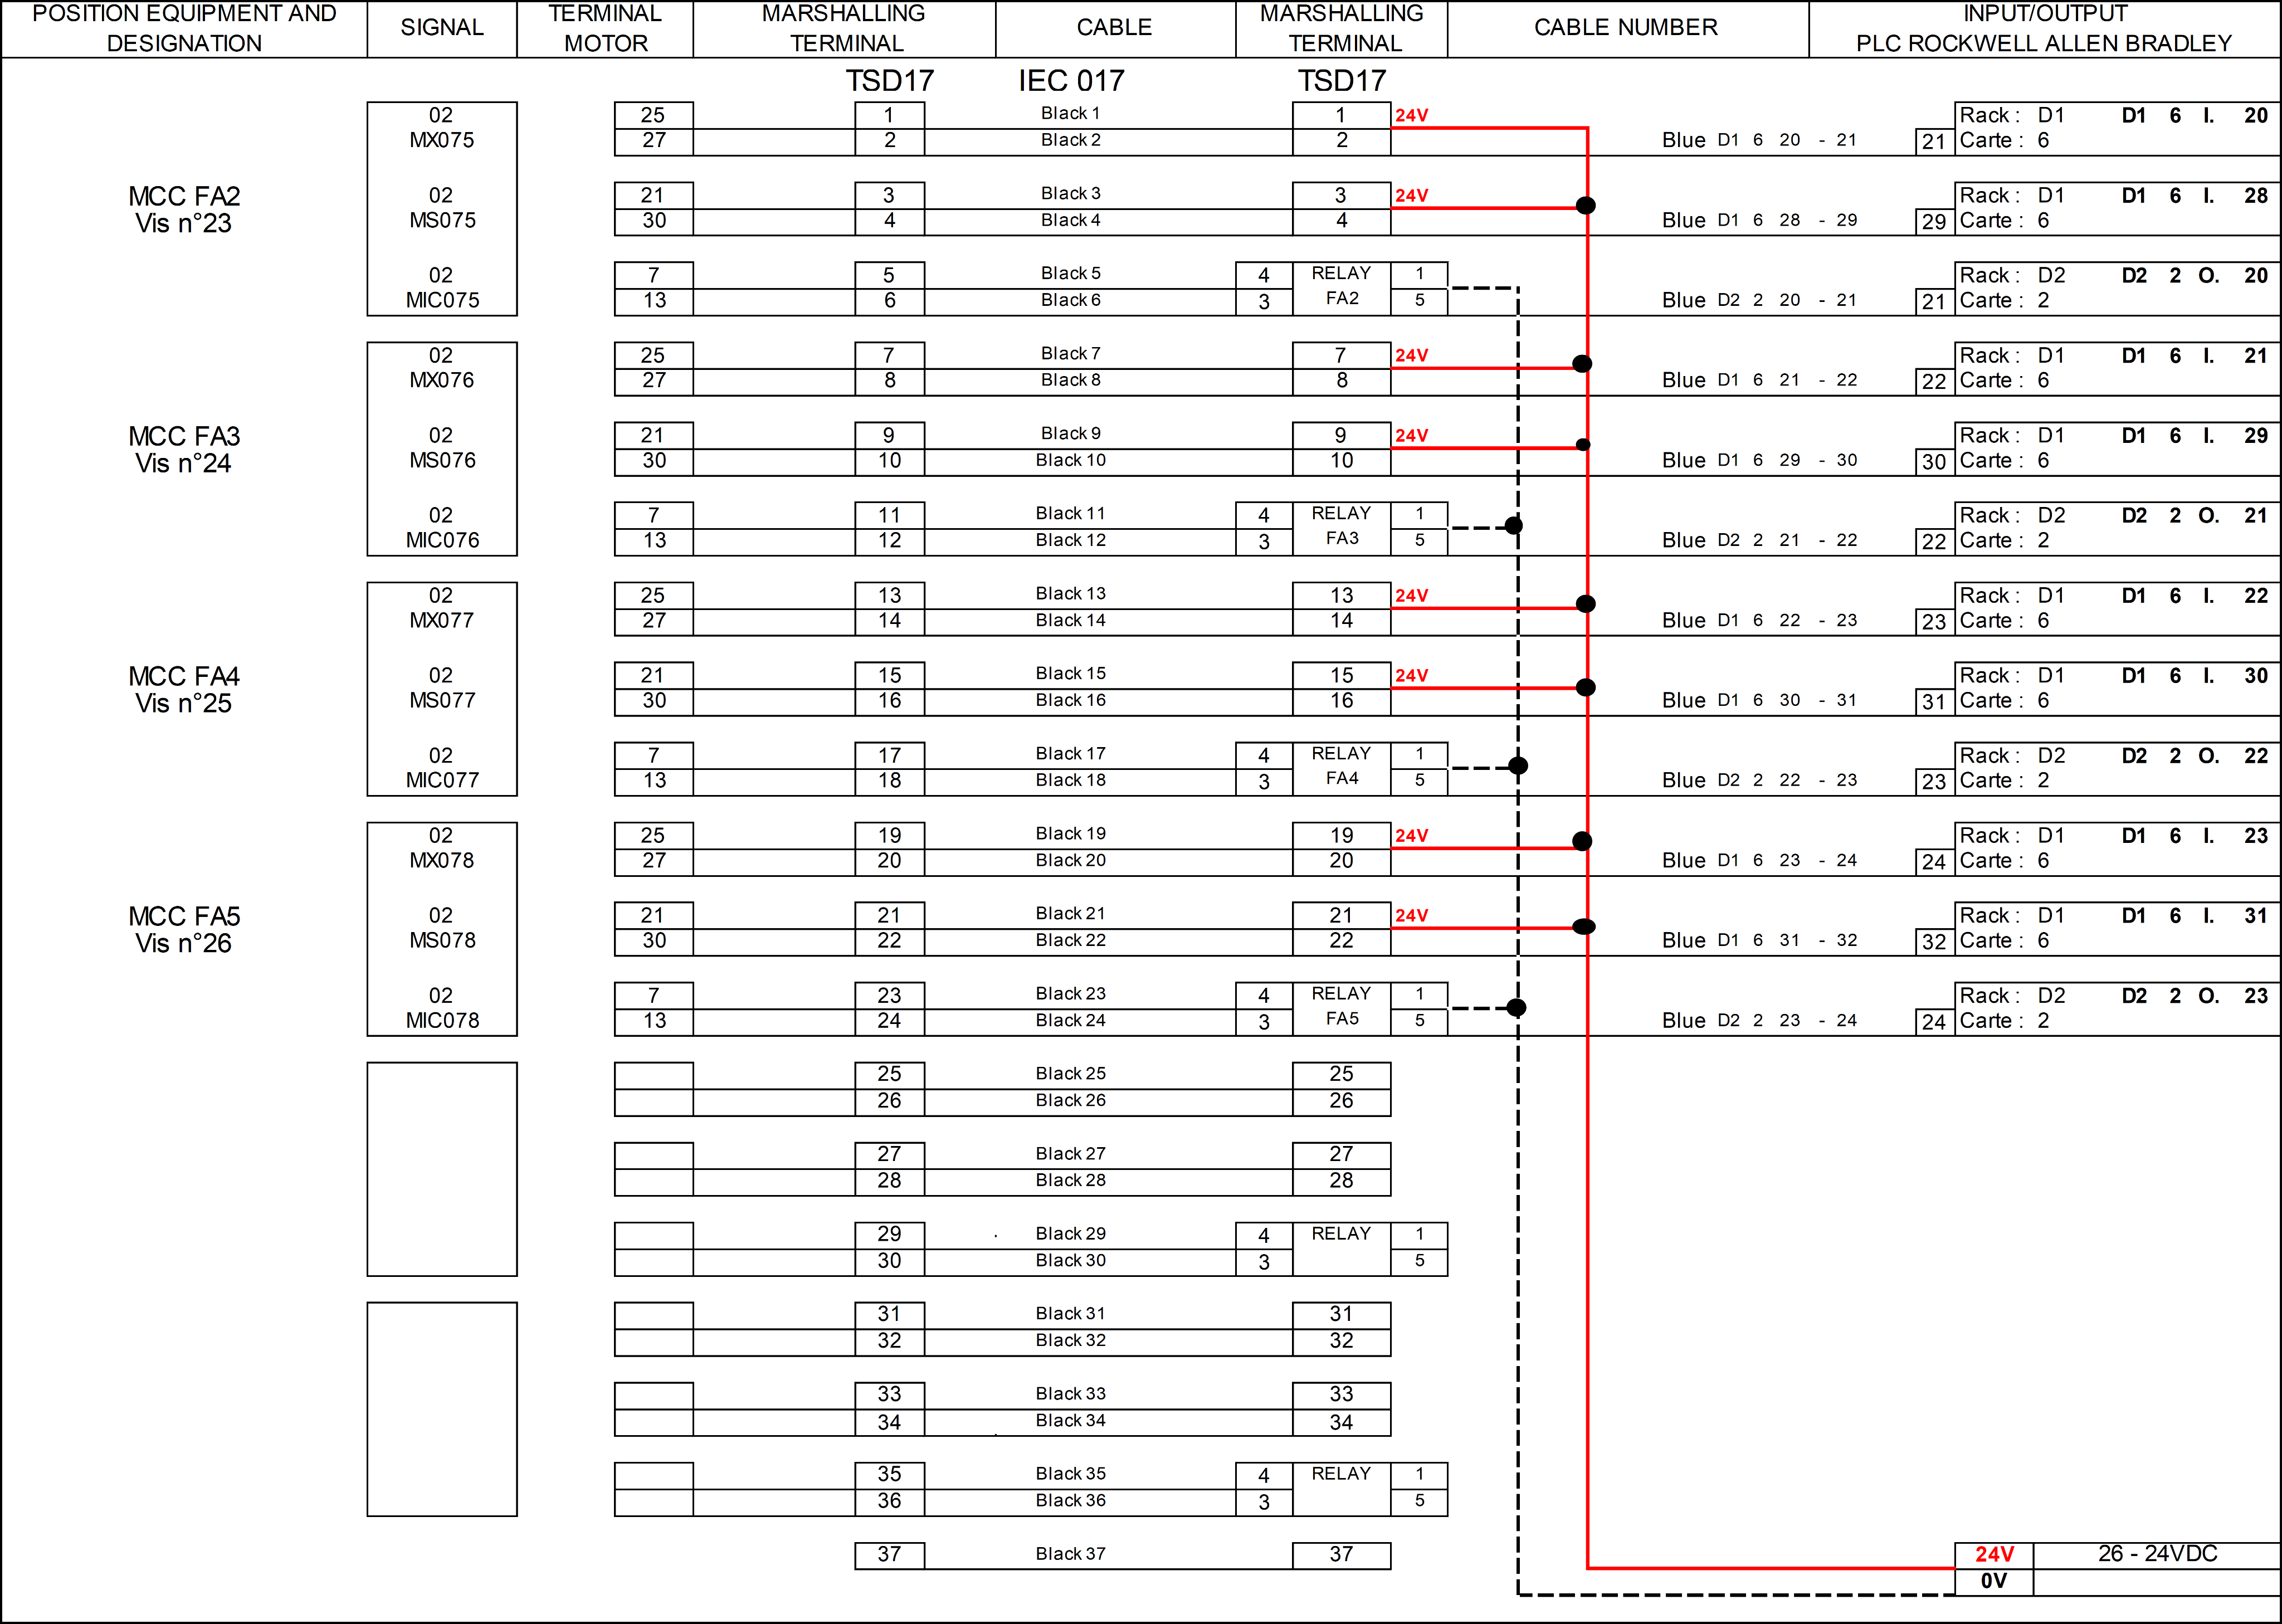 POSITION EQUIPMENT AND DESIGNATION SIGNAL TERMINAL MOTOR MARSHALLING TERMINAL CABLE MARSHALLING TERMINAL CABLE NUMBER INPUT/OUTPUT PLC ROCKWELL ALLEN BRADLEY
TSD17 IEC 017 TSD17
02 25 1 Black 1 1 24V Rack : D1 D1 6 I. 20
MX075 27 2 Black 2 2 Blue D1 6 20 - 21 21 Carte : 6
MCC FA2 02 21 3 Black 3 3 24V Rack : D1 D1 6 I. 28
Vis n°23 MS075 30 4 Black 4 4 Blue D1 6 28 - 29 29 Carte : 6
02 7 5 Black 5 4 RELAY 1 Rack : D2 D2 2 O. 20
MIC075 13 6 Black 6 3 FA2 5 Blue D2 2 20 - 21 21 Carte : 2
02 25 7 Black 7 7 24V Rack : D1 D1 6 I. 21
MX076 27 8 Black 8 8 Blue D1 6 21 - 22 22 Carte : 6
MCC FA3 02 21 9 Black 9 9 24V Rack : D1 D1 6 I. 29
Vis n°24 MS076 30 10 Black 10 10 Blue D1 6 29 - 30 30 Carte : 6
02 7 11 Black 11 4 RELAY 1 Rack : D2 D2 2 O. 21
MIC076 13 12 Black 12 3 FA3 5 Blue D2 2 21 - 22 22 Carte : 2
02 25 13 Black 13 13 24V Rack : D1 D1 6 I. 22
MX077 27 14 Black 14 14 Blue D1 6 22 - 23 23 Carte : 6
MCC FA4 02 21 15 Black 15 15 24V Rack : D1 D1 6 I. 30
Vis n°25 MS077 30 16 Black 16 16 Blue D1 6 30 - 31 31 Carte : 6
02 7 17 Black 17 4 RELAY 1 Rack : D2 D2 2 O. 22
MIC077 13 18 Black 18 3 FA4 5 Blue D2 2 22 - 23 23 Carte : 2
02 25 19 Black 19 19 24V Rack : D1 D1 6 I. 23
MX078 27 20 Black 20 20 Blue D1 6 23 - 24 24 Carte : 6
MCC FA5 02 21 21 Black 21 21 24V Rack : D1 D1 6 I. 31
Vis n°26 MS078 30 22 Black 22 22 Blue D1 6 31 - 32 32 Carte : 6
02 7 23 Black 23 4 RELAY 1 Rack : D2 D2 2 O. 23
MIC078 13 24 Black 24 3 FA5 5 Blue D2 2 23 - 24 24 Carte : 2
25 Black 25 25
26 Black 26 26
27 Black 27 27
28 Black 28 28
29 Black 29 4 RELAY 1
30 Black 30 3 5
31 Black 31 31
32 Black 32 32
33 Black 33 33
34 Black 34 34
35 Black 35 4 RELAY 1
36 Black 36 3 5
37 Black 37 37 24V 26 - 24VDC
0V